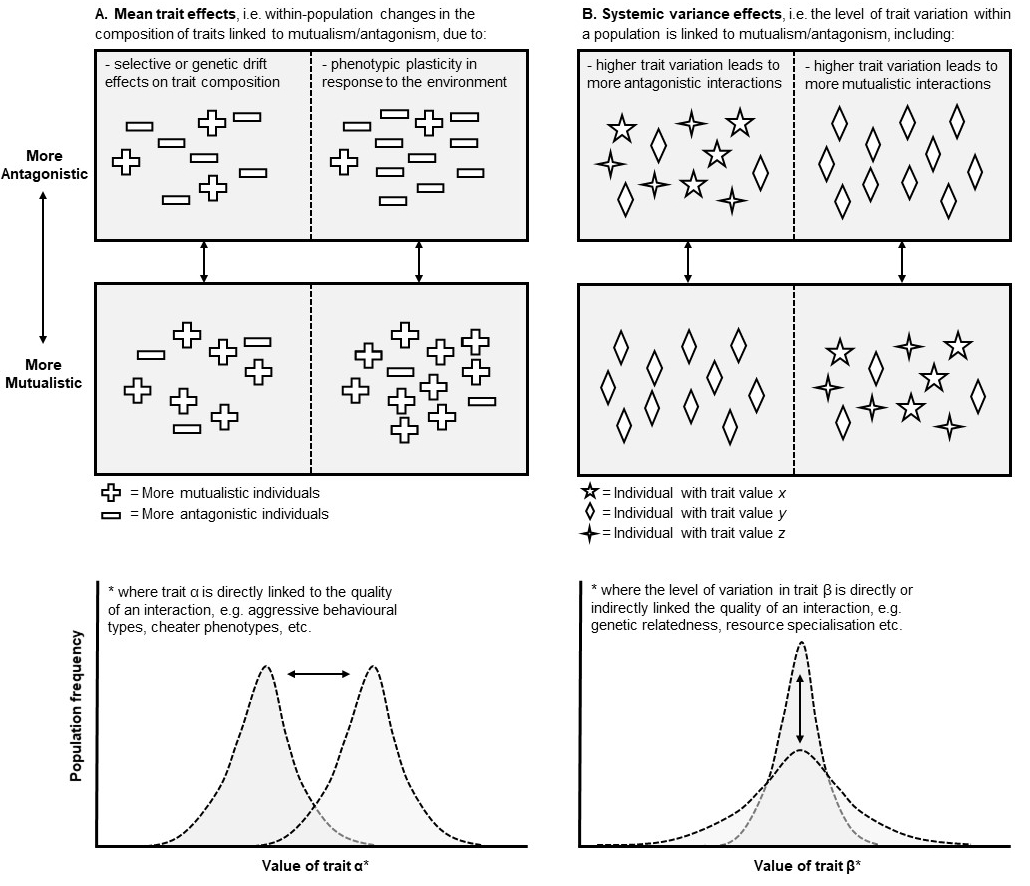 A. Mean trait effects, i.e. within-population changes in the
composition of traits linked to mutualism/antagonism, due to:
- selective or genetic drift
effects on trait composition
- phenotypic plasticity in
response to the environment
B. Systemic variance effects, i.e. the level of trait variation within
a population is linked to mutualism/antagonism, including:
- higher trait variation leads to
more antagonistic interactions
- higher trait variation leads to
more mutualistic interactions
More
Antagonistic
More
Mutualistic
= More mutualistic individuals
= More antagonistic individuals
= Individual with trait value x
= Individual with trait value y
= Individual with trait value z
* where trait α is directly linked to the quality
of an interaction, e.g. aggressive behavioural
types, cheater phenotypes, etc.
Population frequency
Value of trait α*
* where the level of variation in trait β is directly or
indirectly linked the quality of an interaction, e.g.
genetic relatedness, resource specialisation etc.
Value of trait β*